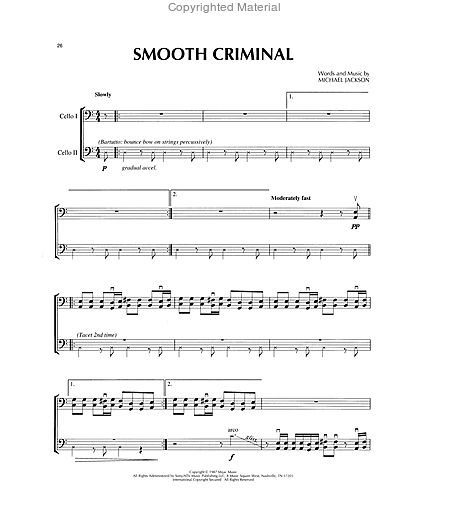 Copyrighted Material
26
SMOOTH CRIMINAL
Words and Music by
MICHAEL JACKSON
Slowly
1.
Cello I
(Battuto: bounce bow on strings percussively)
Cello II
p gradual accel.
2.
Moderately fast
pp
(Tacet 2nd time)
1.
2.
arco
gliss.
f
Copyright © 1987 Mijac Music
All Rights Administered by Sony/ATV Music Publishing LLC, 8 Music Square West, Nashville, TN 37203
International Copyright Secured All Rights Reserved